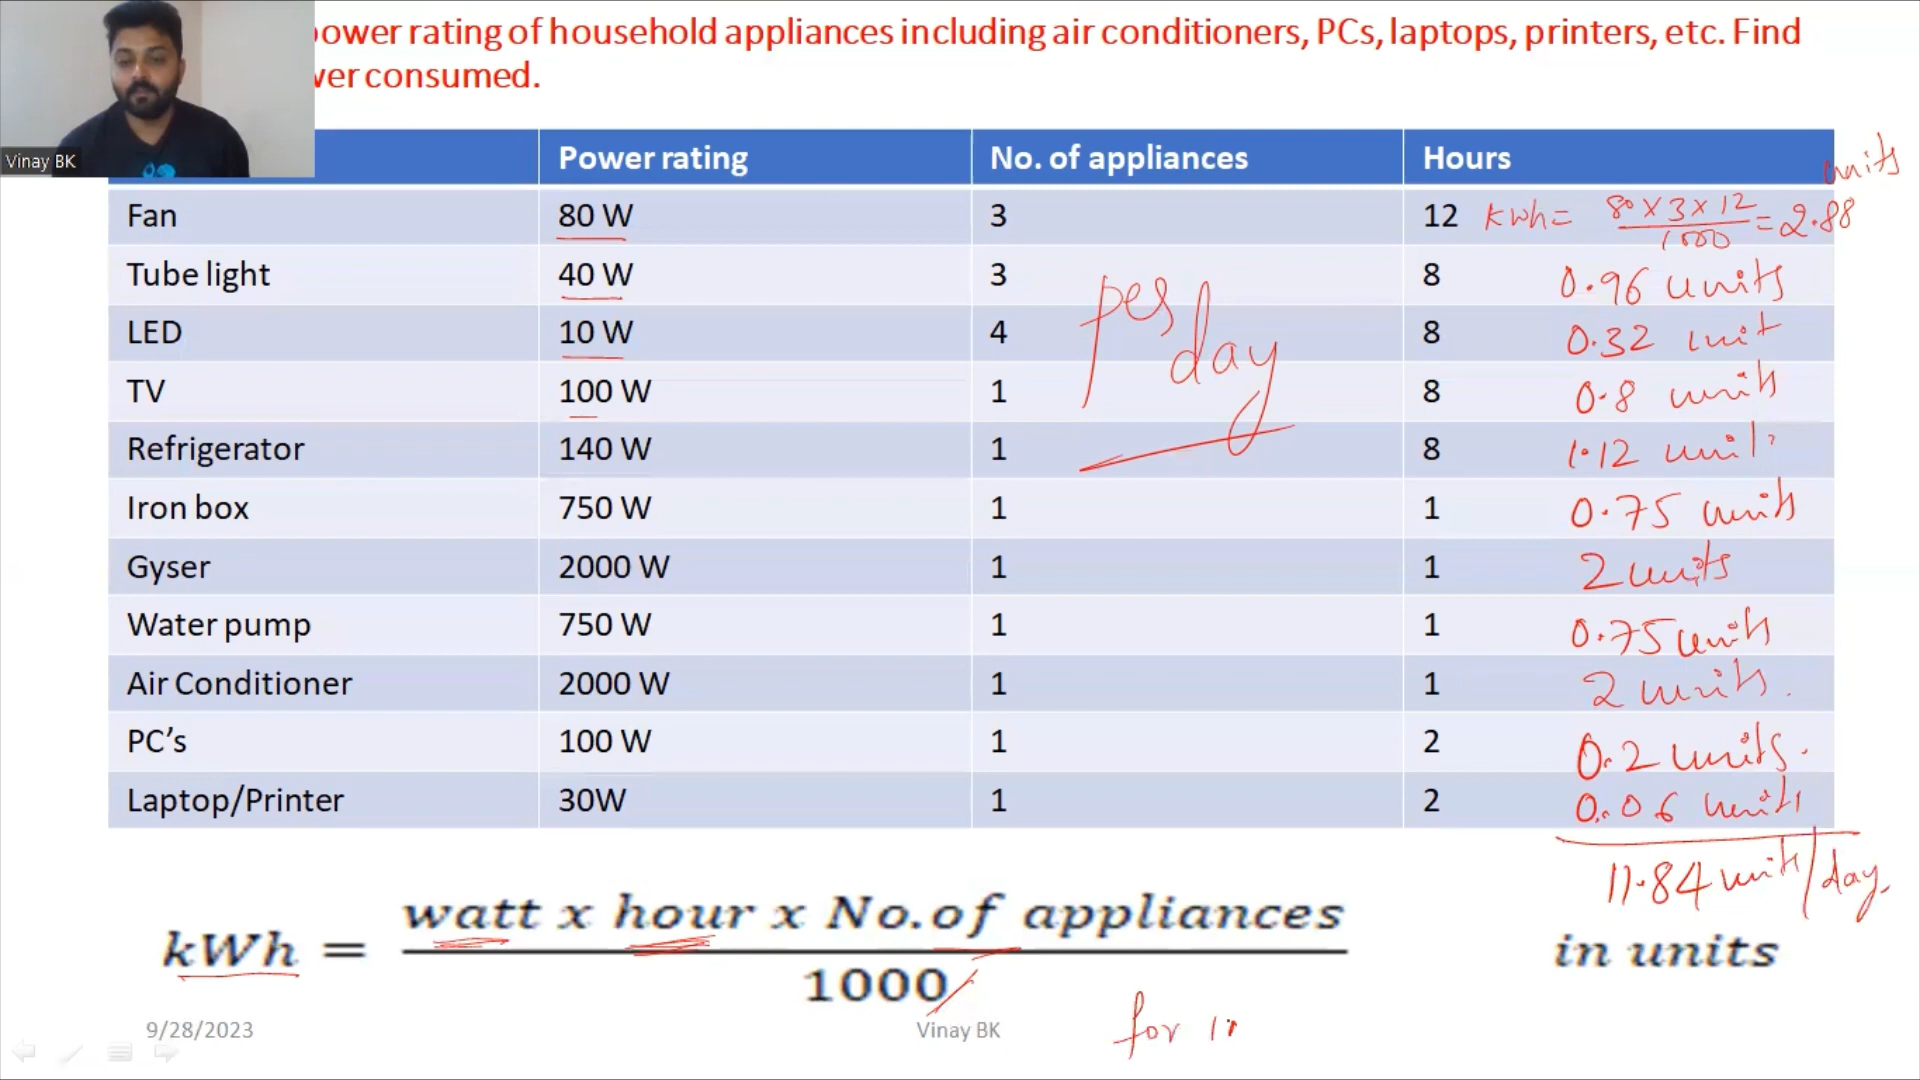 power rating of household appliances including air conditioners, PCs, laptops, printers, etc. Find
wer consumed.
Vinay BK
Power rating No. of appliances Hours
units
Fan 80 W 3 12 kwh = 80 x 3 x 12 / 1000 = 2.88
Tube light 40 W 3 8 0.96 units
LED 10 W 4 8 0.32 unit
TV 100 W 1 8 0.8 units
Refrigerator 140 W 1 8 1.12 unit
Iron box 750 W 1 1 0.75 units
Gyser 2000 W 1 1 2 units
Water pump 750 W 1 1 0.75 units
Air Conditioner 2000 W 1 1 2 units.
PC’s 100 W 1 2 0.2 units.
Laptop/Printer 30W 1 2 0.06 units
per
day
11.84 units/day.
kWh = watt x hour x No.of appliances / 1000 in units
for
9/28/2023 Vinay BK